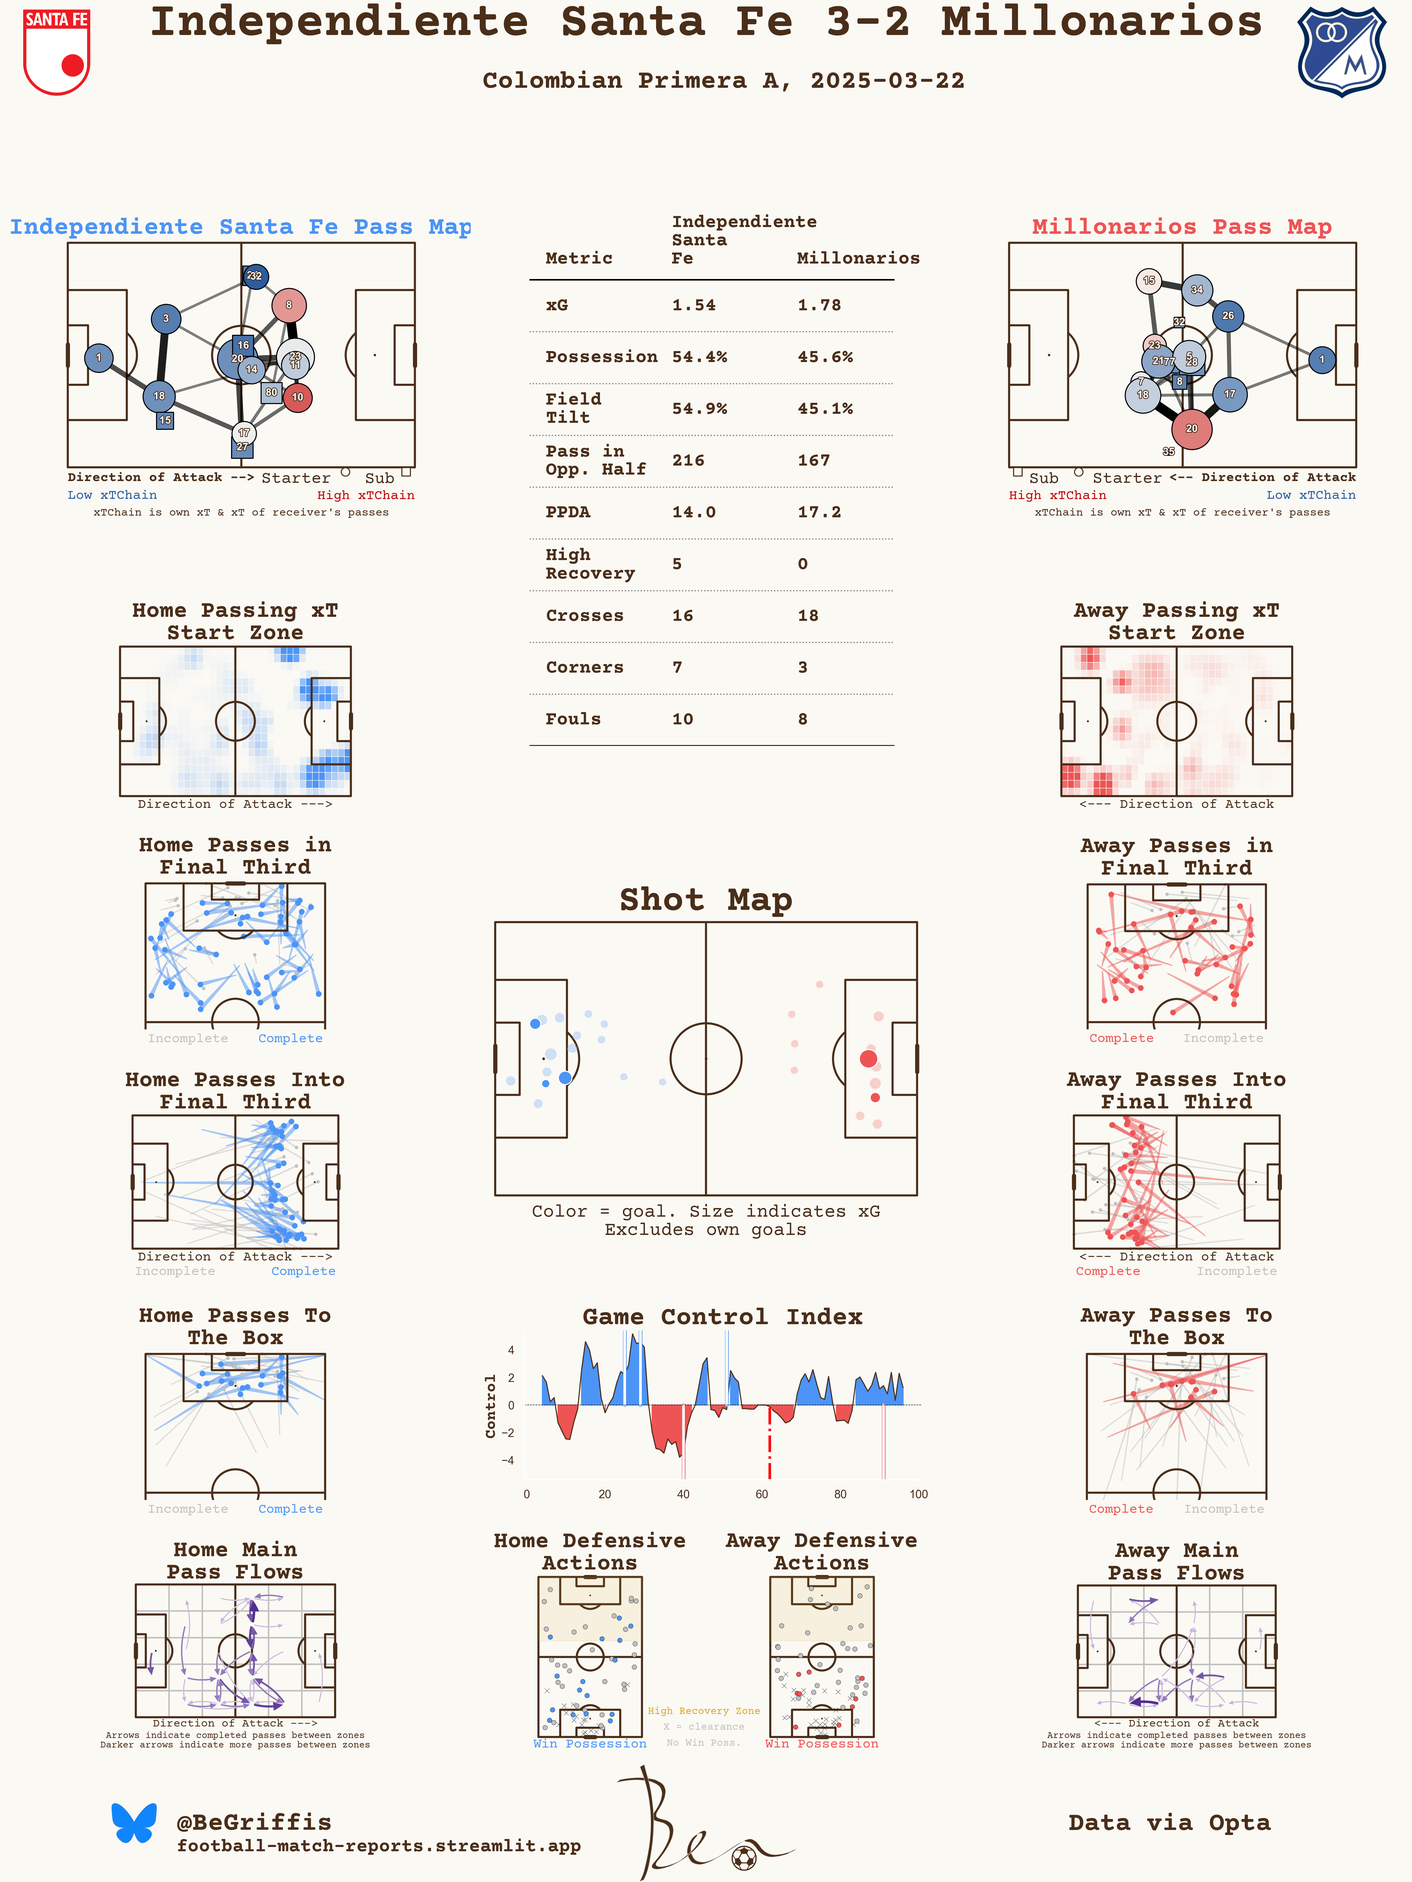 Independiente Santa Fe 3-2 Millonarios
SANTA FE
M
Colombian Primera A, 2025-03-22
Independiente Santa Fe Pass Map
32
8
3
16
1
20
23
11
14
80
10
18
15
17
27
Direction of Attack --> Starter Sub
Low xTChain High xTChain
xTChain is own xT & xT of receiver's passes
Metric Independiente Santa Fe Millonarios
xG 1.54 1.78
Possession 54.4% 45.6%
Field Tilt 54.9% 45.1%
Pass in Opp. Half 216 167
PPDA 14.0 17.2
High Recovery 5 0
Crosses 16 18
Corners 7 3
Fouls 10 8
Millonarios Pass Map
15
34
26
32
23
21
77
5
28
1
7
8
18
17
20
35
Sub Starter <-- Direction of Attack
High xTChain Low xTChain
xTChain is own xT & xT of receiver's passes
Home Passing xT
Start Zone
Direction of Attack --->
Away Passing xT
Start Zone
<--- Direction of Attack
Home Passes in
Final Third
Incomplete Complete
Away Passes in
Final Third
Complete Incomplete
Shot Map
Color = goal. Size indicates xG
Excludes own goals
Home Passes Into
Final Third
Direction of Attack --->
Incomplete Complete
Away Passes Into
Final Third
<--- Direction of Attack
Complete Incomplete
Home Passes To
The Box
Incomplete Complete
Game Control Index
Control
4
2
0
−2
−4
0 20 40 60 80 100
Away Passes To
The Box
Complete Incomplete
Home Main
Pass Flows
Direction of Attack --->
Arrows indicate completed passes between zones
Darker arrows indicate more passes between zones
Home Defensive
Actions
Win Possession
High Recovery Zone
X = clearance
No Win Poss.
Away Defensive
Actions
Win Possession
Away Main
Pass Flows
<--- Direction of Attack
Arrows indicate completed passes between zones
Darker arrows indicate more passes between zones
@BeGriffis
football-match-reports.streamlit.app
Ben
Data via Opta